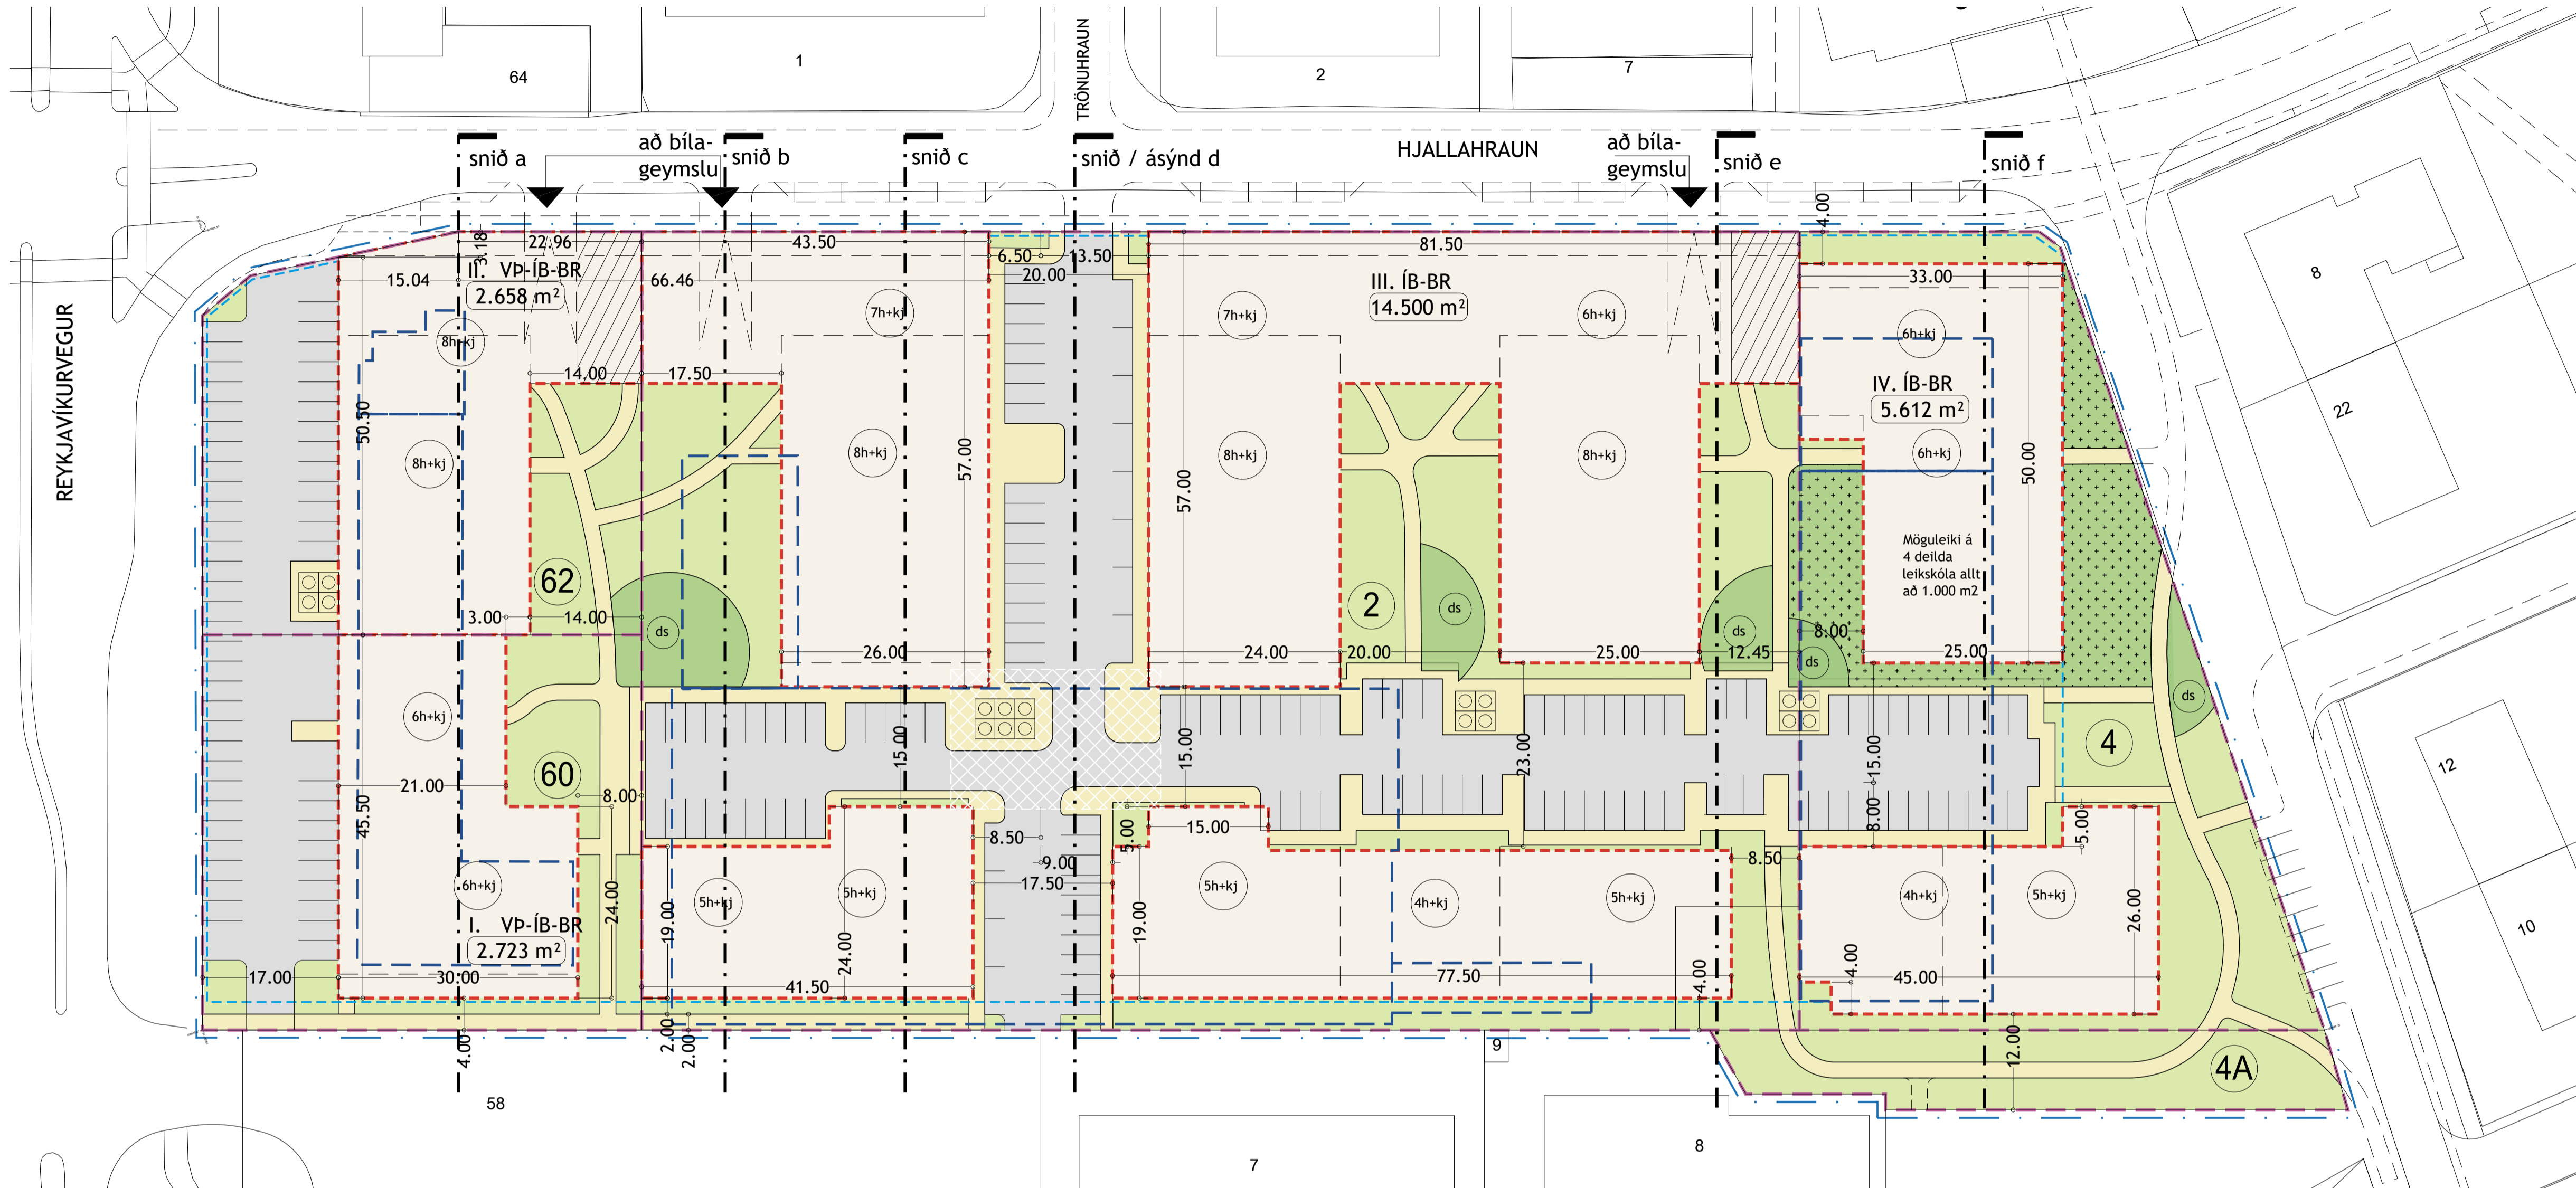 64
1
TRÖNUHRAUN
2
7
8
22
12
10
REYKJAVÍKURVEGUR
HJALLAHRAUN
snið a
að bíla-
geymslu
snið b
snið c
snið / ásýnd d
að bíla-
geymslu
snið e
snið f
3.18
22.96
43.50
6.50
13.50
20.00
81.50
4.00
15.04
66.46
33.00
II. VÞ-ÍB-BR
2.658 m²
III. ÍB-BR
14.500 m²
8h+kj
7h+kj
7h+kj
6h+kj
6h+kj
14.00
17.50
IV. ÍB-BR
5.612 m²
50.50
57.00
57.00
50.00
8h+kj
8h+kj
8h+kj
8h+kj
6h+kj
Möguleiki á
4 deilda
leikskóla allt
að 1.000 m2
62
2
3.00
14.00
ds
ds
ds
ds
ds
8.00
26.00
24.00
20.00
25.00
12.45
25.00
6h+kj
60
4
15.00
15.00
23.00
15.00
21.00
8.00
45.50
8.00
8.50
9.00
5.00
15.00
8.50
5.00
17.50
6h+kj
5h+kj
5h+kj
5h+kj
4h+kj
5h+kj
4h+kj
5h+kj
24.00
19.00
24.00
19.00
26.00
I. VÞ-ÍB-BR
2.723 m²
17.00
30.00
41.50
77.50
4.00
4.00
45.00
4.00
2.00
2.00
12.00
4A
9
58
7
8